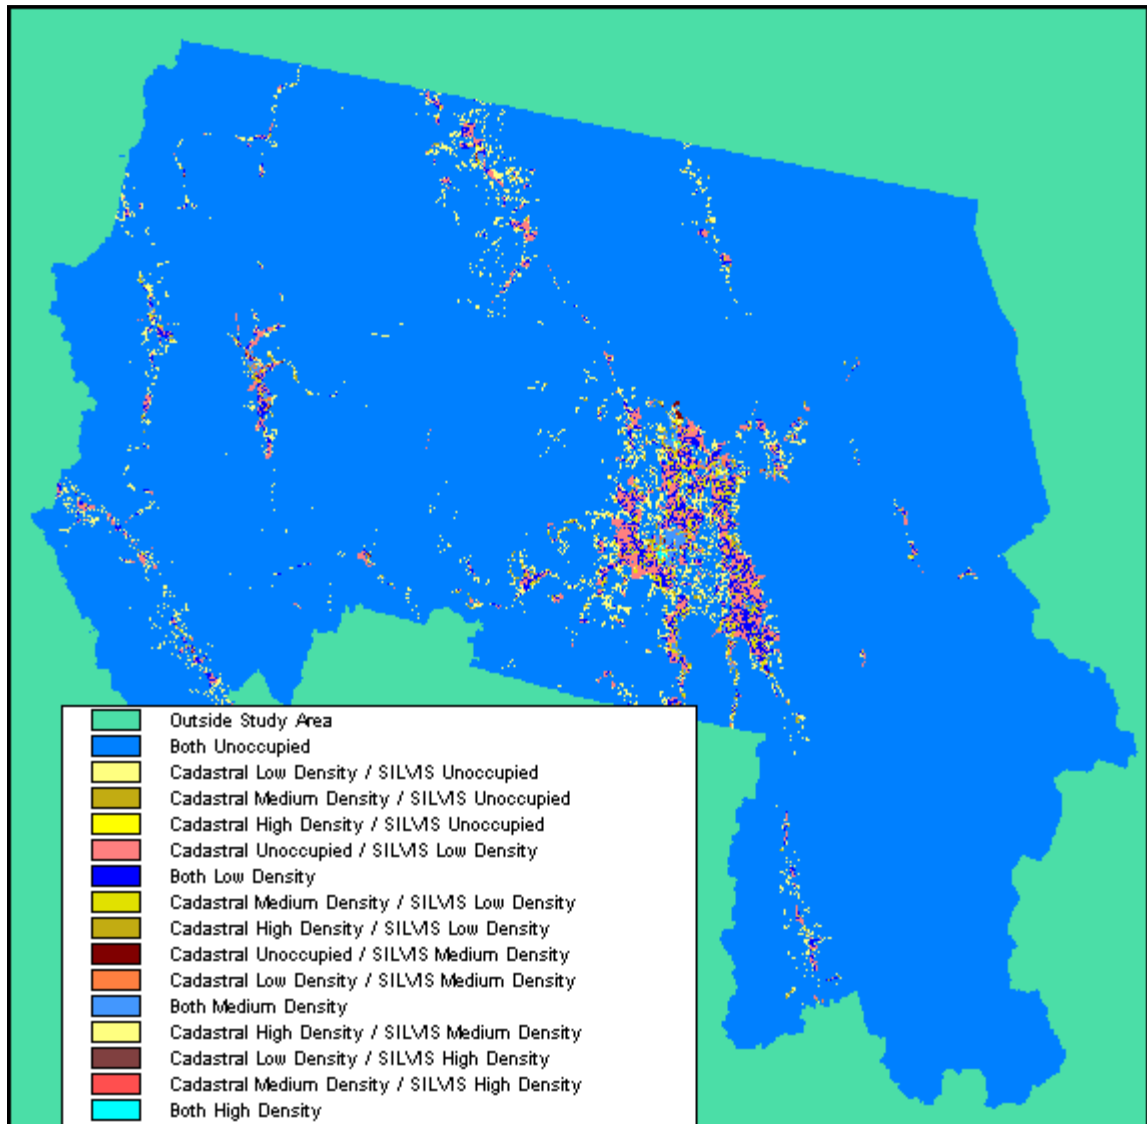 Outside Study Area
Both Unoccupied
Cadastral Low Density / SILVIS Unoccupied
Cadastral Medium Density / SILVIS Unoccupied
Cadastral High Density / SILVIS Unoccupied
Cadastral Unoccupied / SILVIS Low Density
Both Low Density
Cadastral Medium Density / SILVIS Low Density
Cadastral High Density / SILVIS Low Density
Cadastral Unoccupied / SILVIS Medium Density
Cadastral Low Density / SILVIS Medium Density
Both Medium Density
Cadastral High Density / SILVIS Medium Density
Cadastral Low Density / SILVIS High Density
Cadastral Medium Density / SILVIS High Density
Both High Density